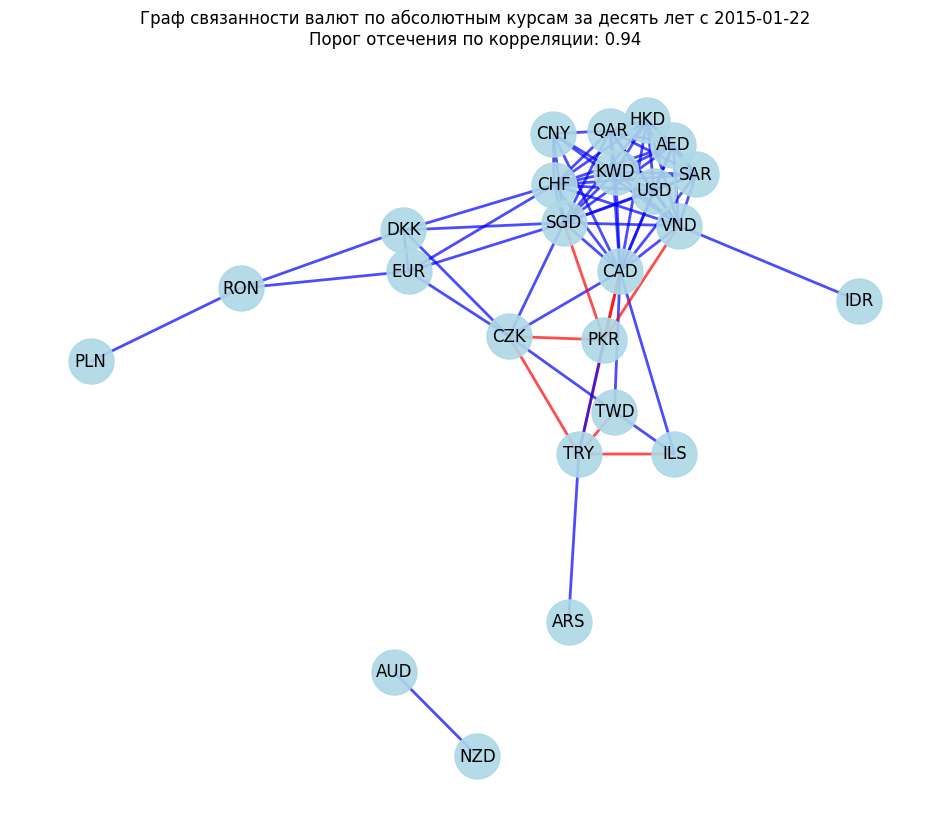 Граф связанности валют по абсолютным курсам за десять лет с 2015-01-22
Порог отсечения по корреляции: 0.94
HKD
QAR
CNY
AED
KWD
SAR
CHF
USD
SGD
VND
DKK
EUR
CAD
RON
IDR
CZK
PKR
PLN
TWD
TRY
ILS
ARS
AUD
NZD